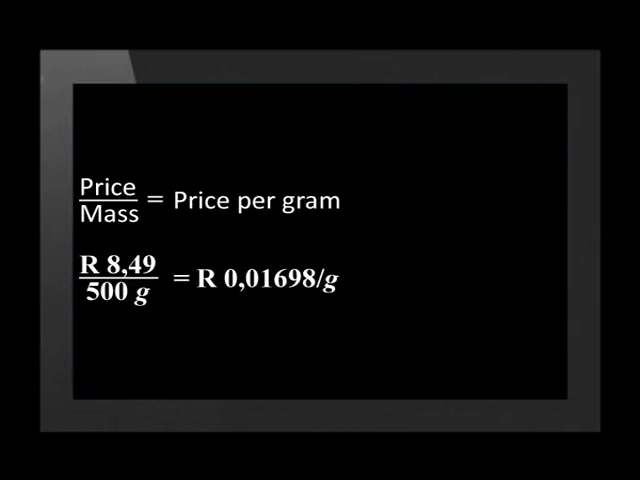 Price
Mass = Price per gram
R 8,49
500 g = R 0,01698/g